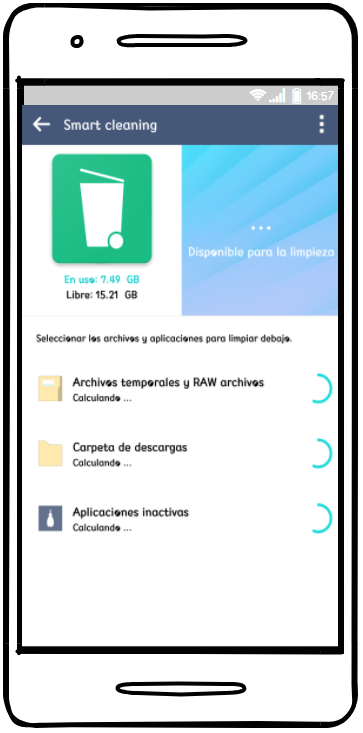 16:57
Smart cleaning
...
Disponible para la limpieza
En uso: 7.49 GB
Libre: 15.21 GB
Seleccionar los archivos y aplicaciones para limpiar debajo.
Archivos temporales y RAW archivos
Calculando ...
Carpeta de descargas
Calculando ...
Aplicaciones inactivas
Calculando ...